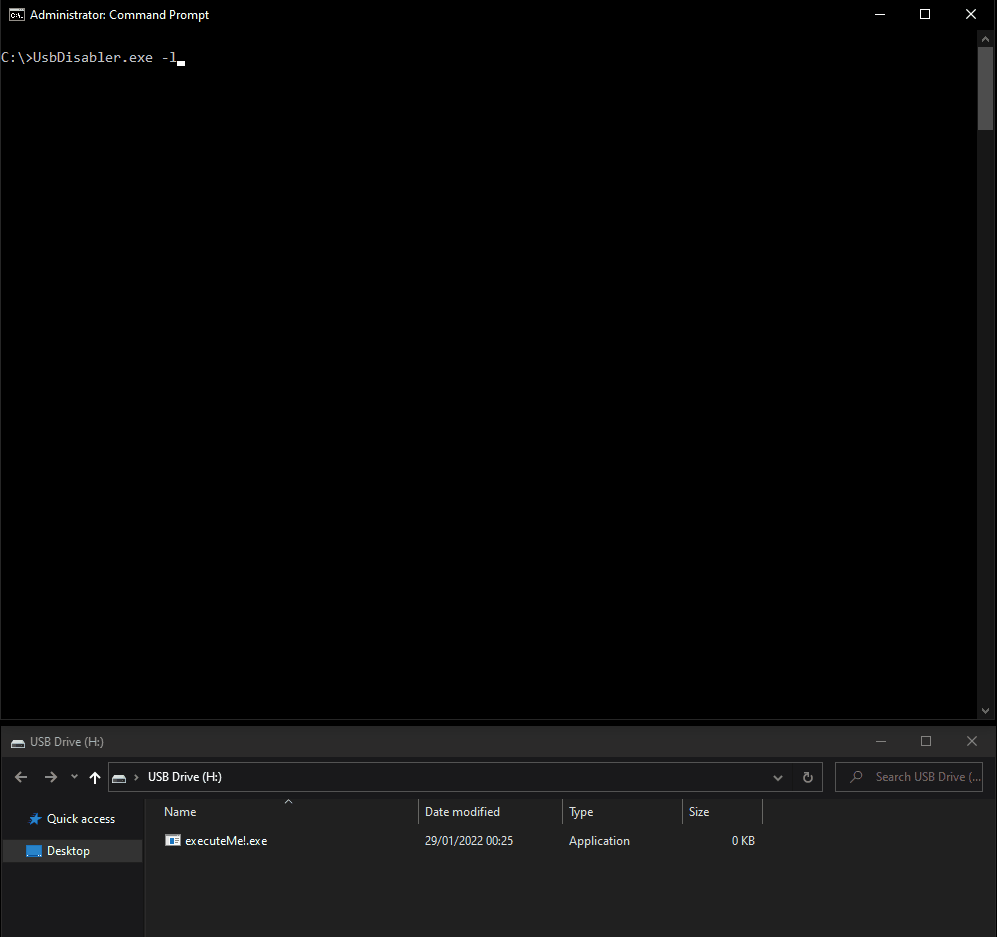 Administrator: Command Prompt
C:\>UsbDisabler.exe -l
USB Drive (H:)
USB Drive (H:)
Search USB Drive (...
Quick access
Desktop
Name Date modified Type Size
executeMe!.exe 29/01/2022 00:25 Application 0 KB